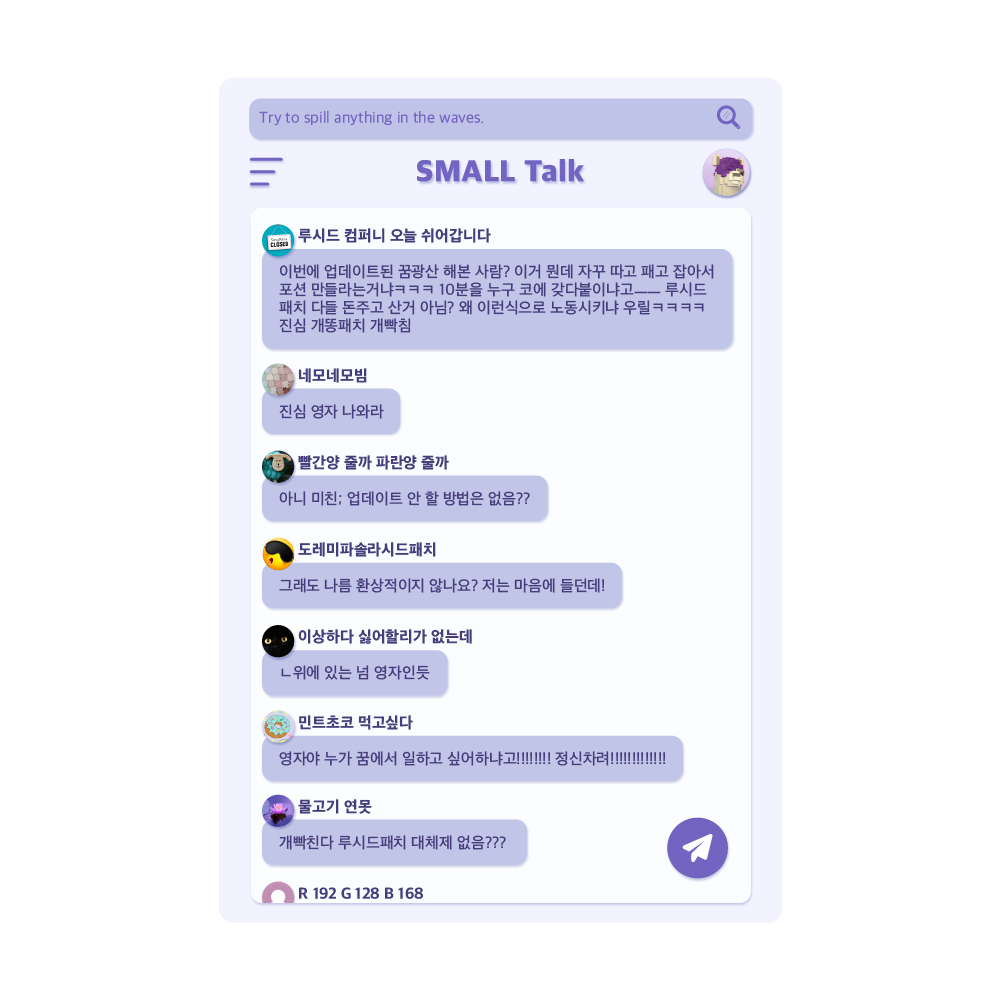 Try to spill anything in the waves.
SMALL Talk
CLOSED
루시드 컴퍼니 오늘 쉬어갑니다
이번에 업데이트된 꿈광산 해본 사람? 이거 뭔데 자꾸 따고 패고 잡아서
포션 만들라는거냐ㅋㅋㅋ 10분을 누구 코에 갖다붙이냐고ㅡㅡ 루시드
패치 다들 돈주고 산거 아님? 왜 이런식으로 노동시키냐 우릴ㅋㅋㅋㅋ
진심 개똥패치 개빡침
네모네모빔
진심 영자 나와라
빨간양 줄까 파란양 줄까
아니 미친; 업데이트 안 할 방법은 없음??
도레미파솔라시드패치
그래도 나름 환상적이지 않나요? 저는 마음에 들던데!
이상하다 싫어할리가 없는데
ㄴ위에 있는 넘 영자인듯
민트초코 먹고싶다
영자야 누가 꿈에서 일하고 싶어하냐고!!!!!!!! 정신차려!!!!!!!!!!!!!
물고기 연못
개빡친다 루시드패치 대체제 없음???
R 192 G 128 B 168